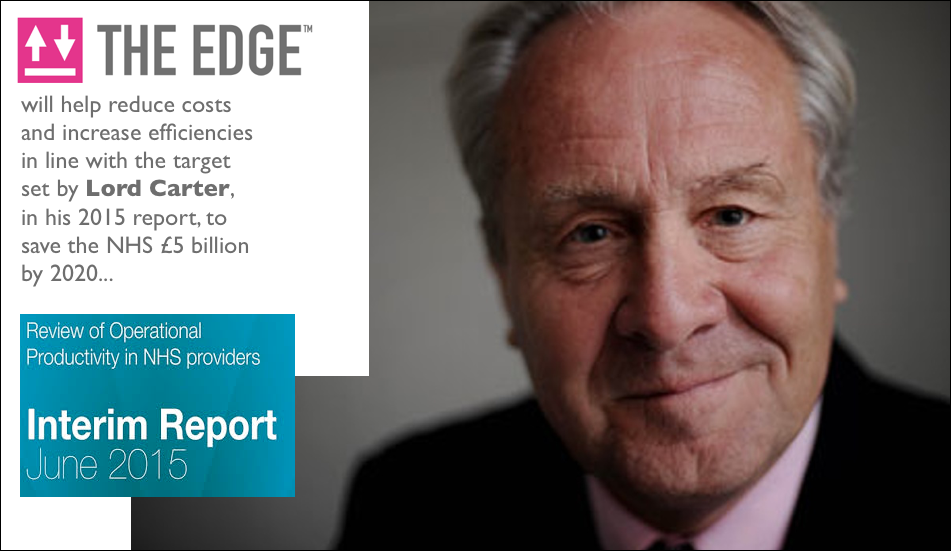 THE EDGE™
will help reduce costs
and increase efficiencies
in line with the target
set by Lord Carter,
in his 2015 report, to
save the NHS £5 billion
by 2020...
Review of Operational
Productivity in NHS providers
Interim Report
June 2015